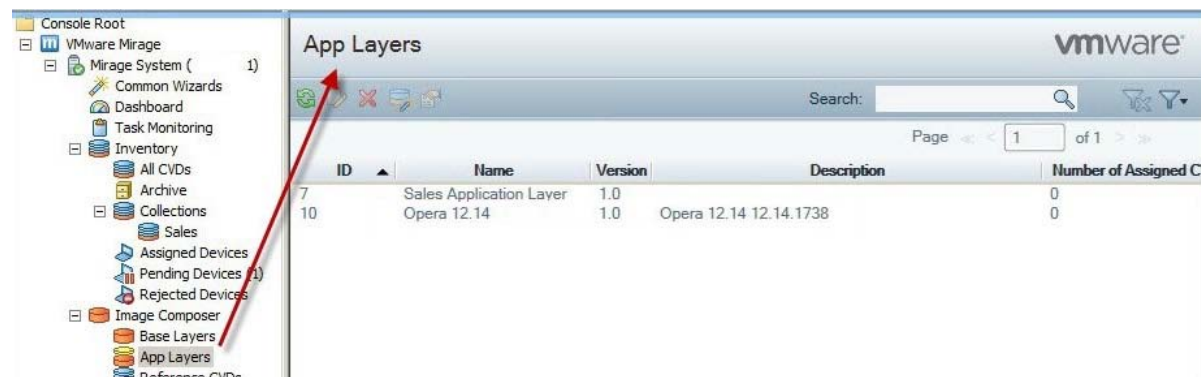 Console Root
VMware Mirage
Mirage System ( 1)
Common Wizards
Dashboard
Task Monitoring
Inventory
All CVDs
Archive
Collections
Sales
Assigned Devices
Pending Devices (1)
Rejected Devices
Image Composer
Base Layers
App Layers
Reference CVDs
App Layers
vmware
Search:
Page 1 of 1
ID Name Version Description Number of Assigned C
7 Sales Application Layer 1.0 0
10 Opera 12.14 1.0 Opera 12.14 12.14.1738 0